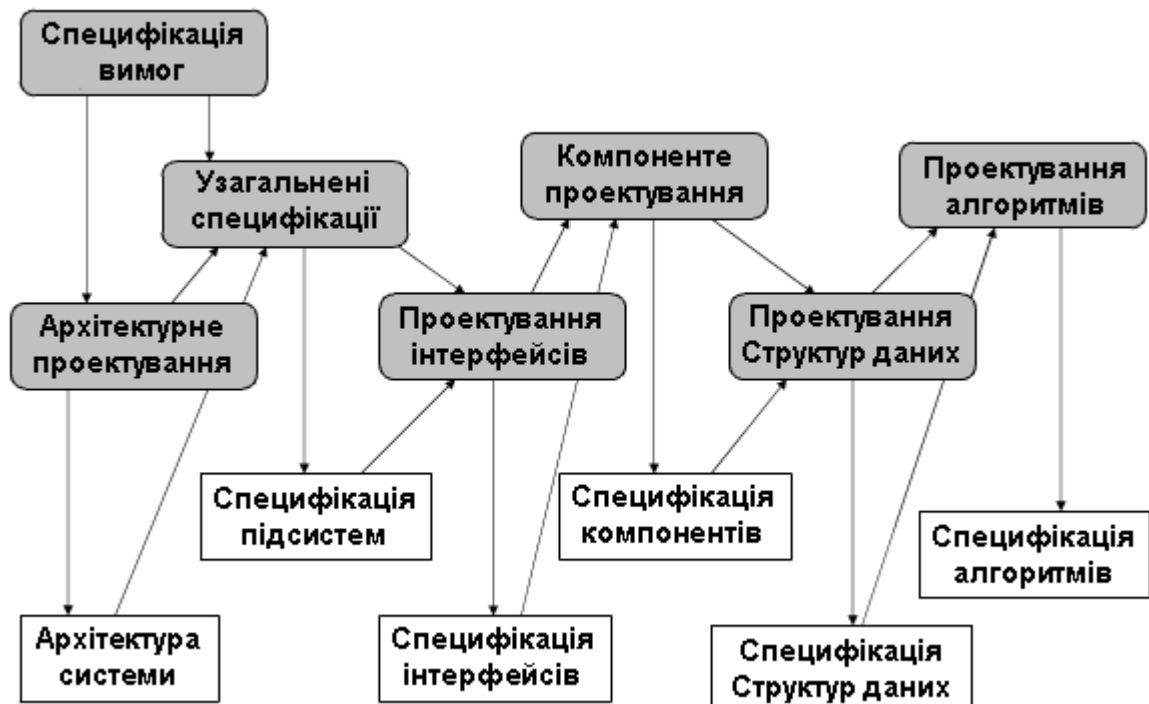 Специфікація
вимог
Узагальнені
специфікації
Компоненте
проектування
Проектування
алгоритмів
Архітектурне
проектування
Проектування
інтерфейсів
Проектування
Структур даних
Специфікація
підсистем
Специфікація
компонентів
Специфікація
алгоритмів
Архітектура
системи
Специфікація
інтерфейсів
Специфікація
Структур даних